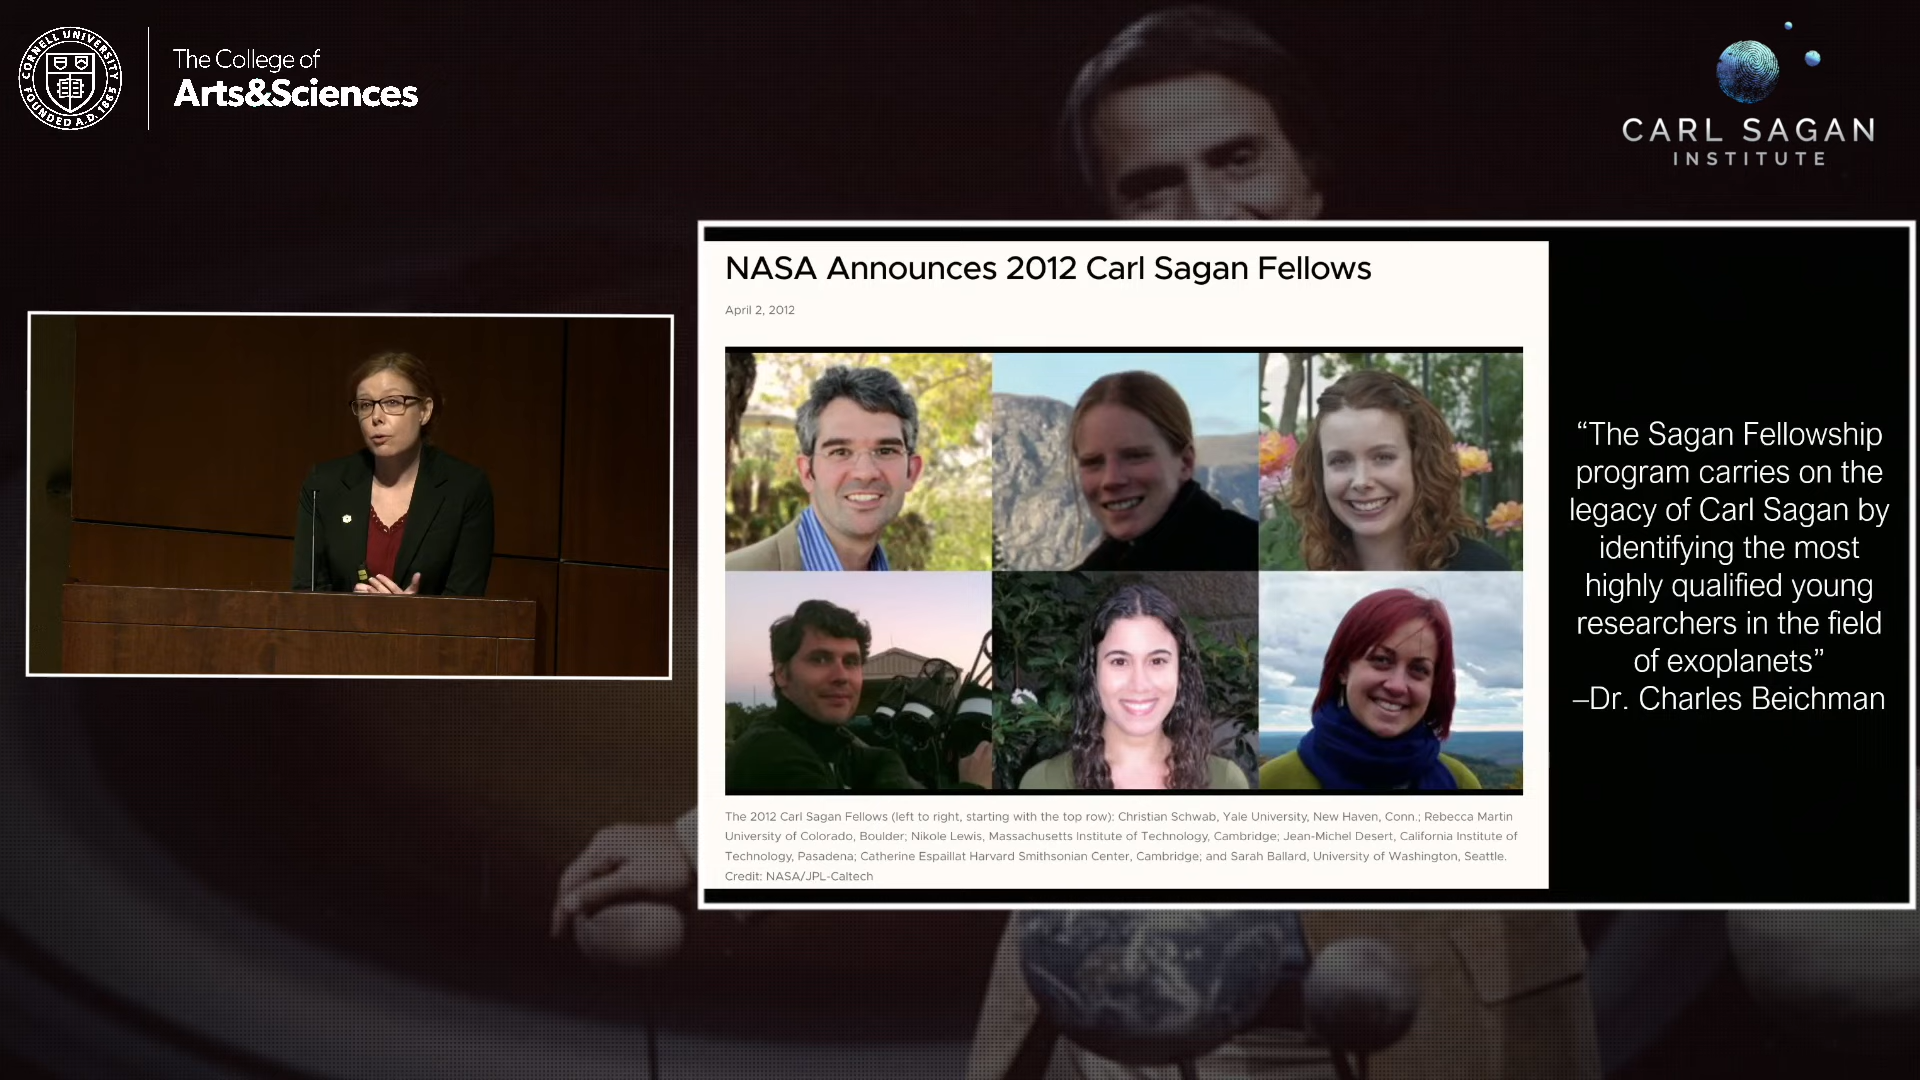 CORNELL UNIVERSITY
FOUNDED A.D. 1865
The College of
Arts&Sciences
CARL SAGAN
INSTITUTE
NASA Announces 2012 Carl Sagan Fellows
April 2, 2012
The 2012 Carl Sagan Fellows (left to right, starting with the top row): Christian Schwab, Yale University, New Haven, Conn.; Rebecca Martin
University of Colorado, Boulder; Nikole Lewis, Massachusetts Institute of Technology, Cambridge; Jean-Michel Desert, California Institute of
Technology, Pasadena; Catherine Espaillat Harvard Smithsonian Center, Cambridge; and Sarah Ballard, University of Washington, Seattle.
Credit: NASA/JPL-Caltech
“The Sagan Fellowship
program carries on the
legacy of Carl Sagan by
identifying the most
highly qualified young
researchers in the field
of exoplanets”
–Dr. Charles Beichman